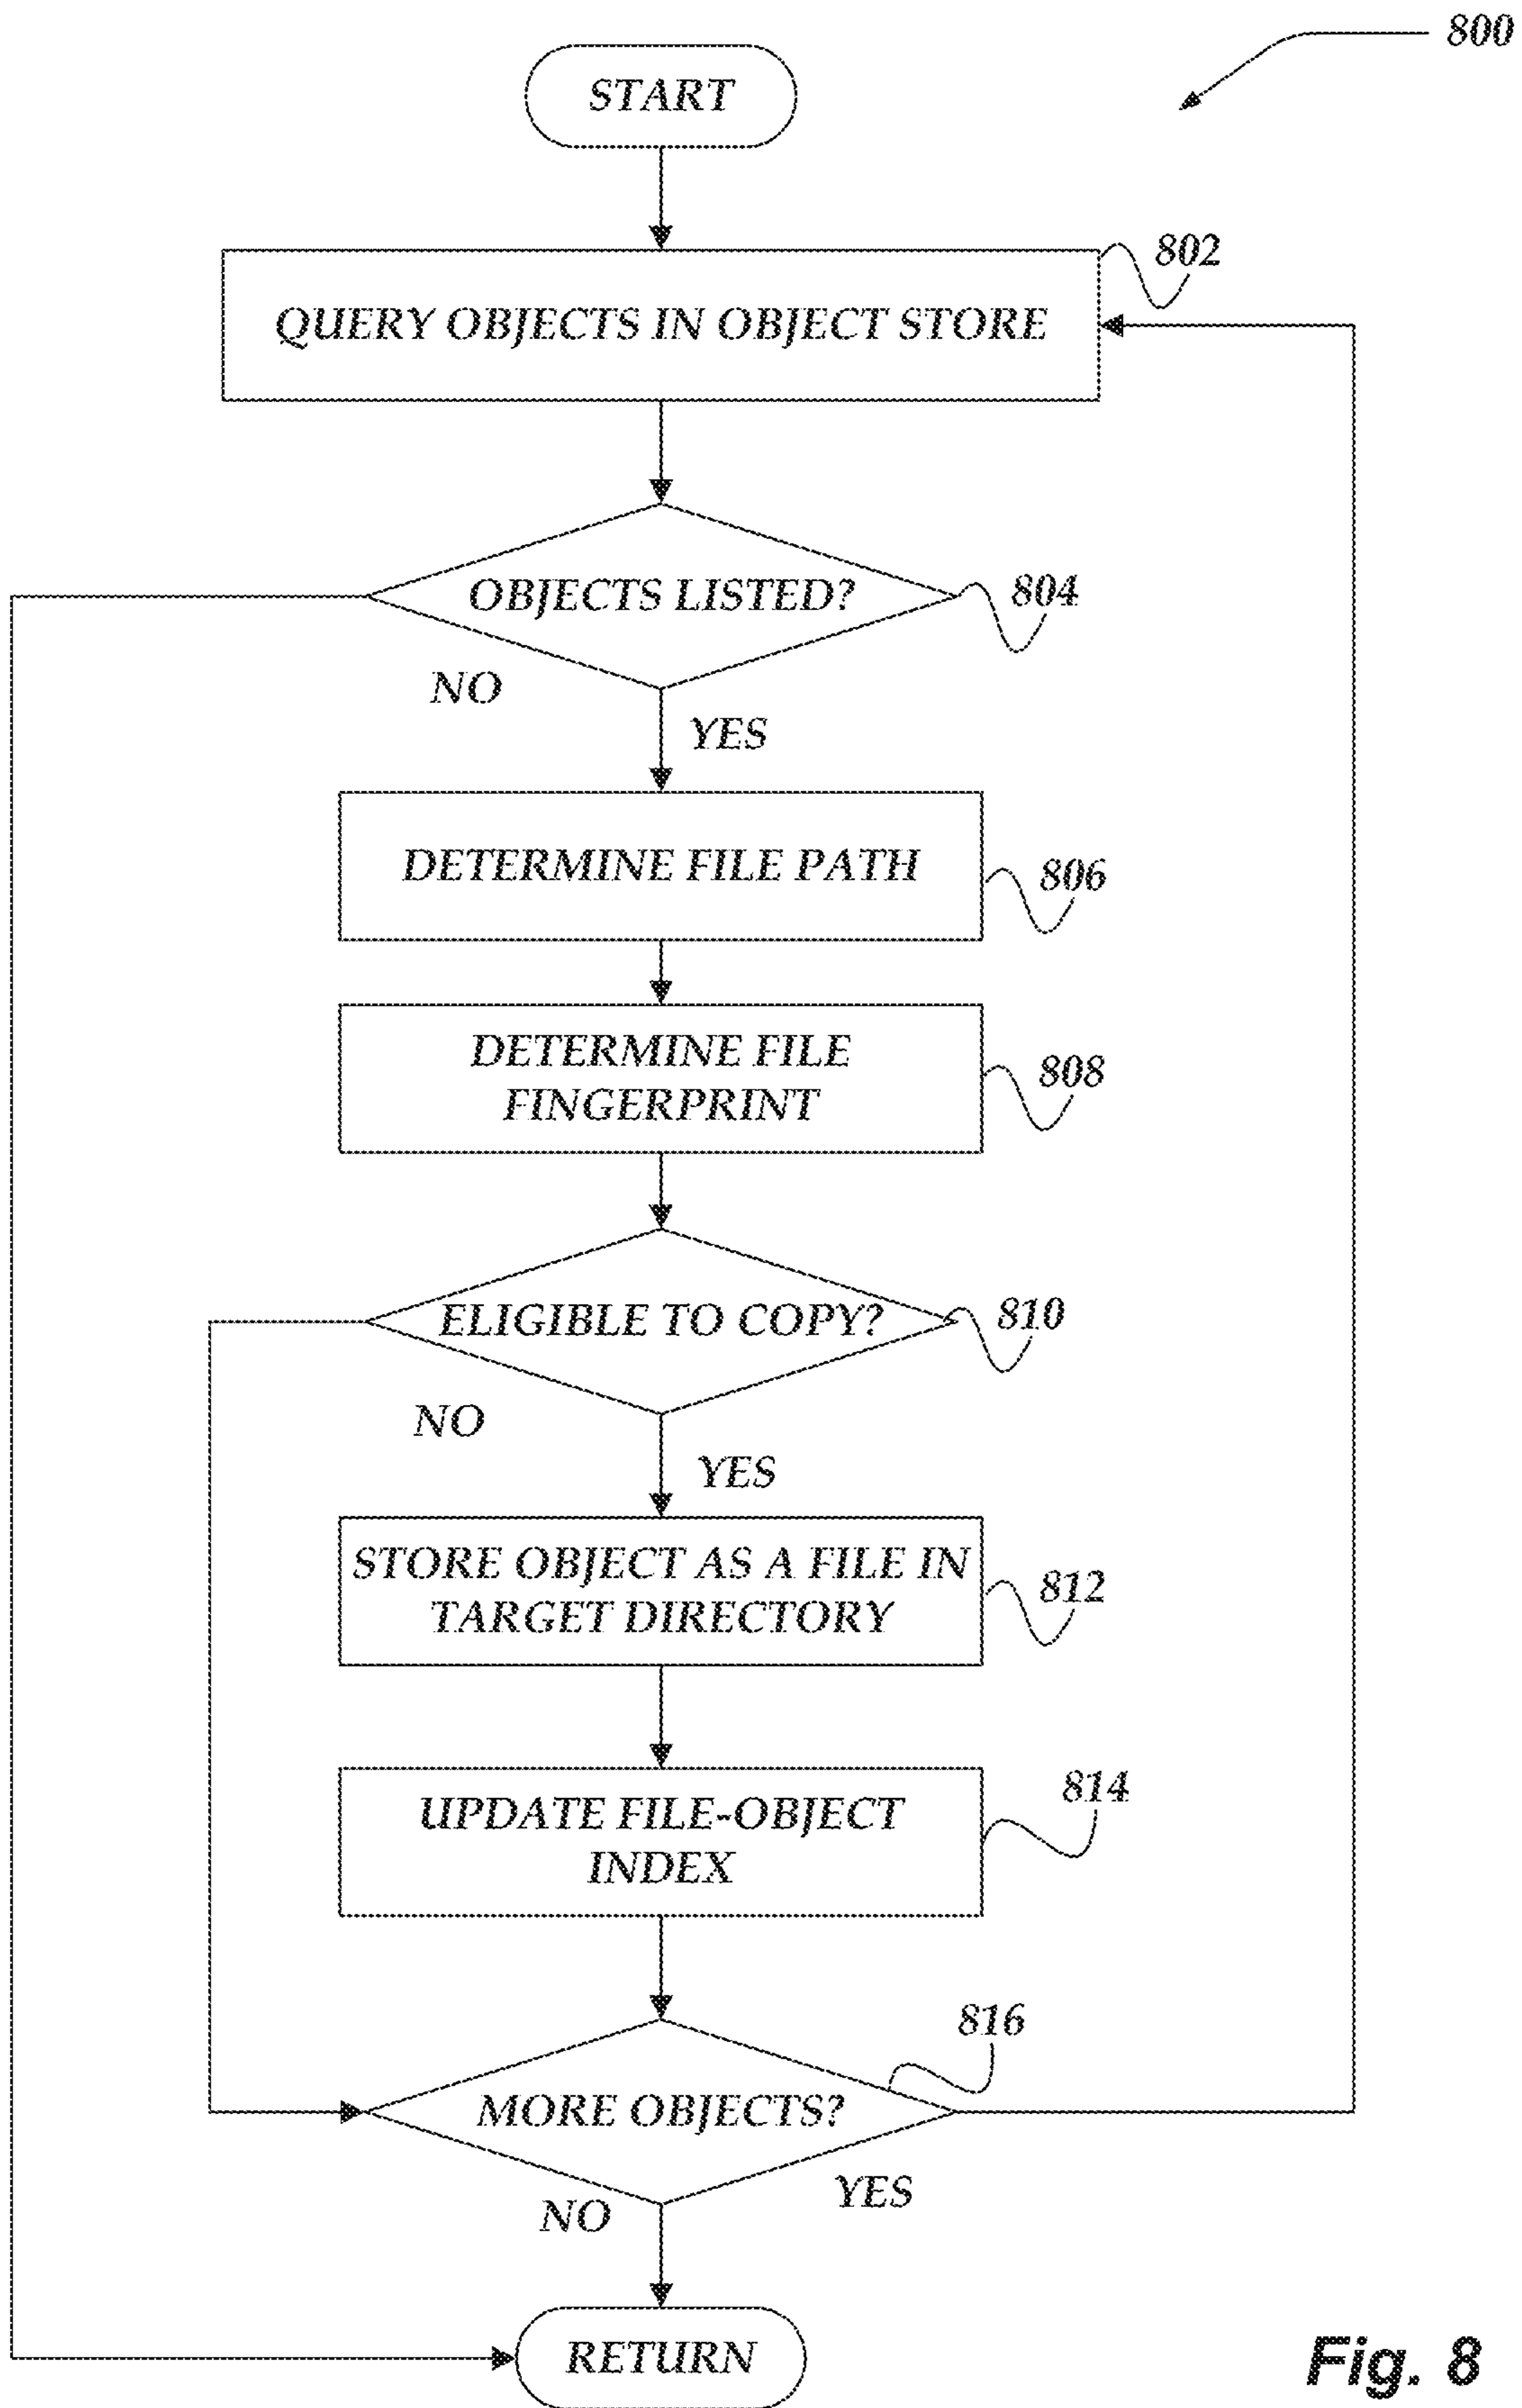 800
START
802
QUERY OBJECTS IN OBJECT STORE
OBJECTS LISTED?
804
NO
YES
DETERMINE FILE PATH
806
DETERMINE FILE
FINGERPRINT
808
ELIGIBLE TO COPY?
810
NO
YES
STORE OBJECT AS A FILE IN
TARGET DIRECTORY
812
UPDATE FILE-OBJECT
INDEX
814
816
MORE OBJECTS?
YES
NO
RETURN
Fig. 8